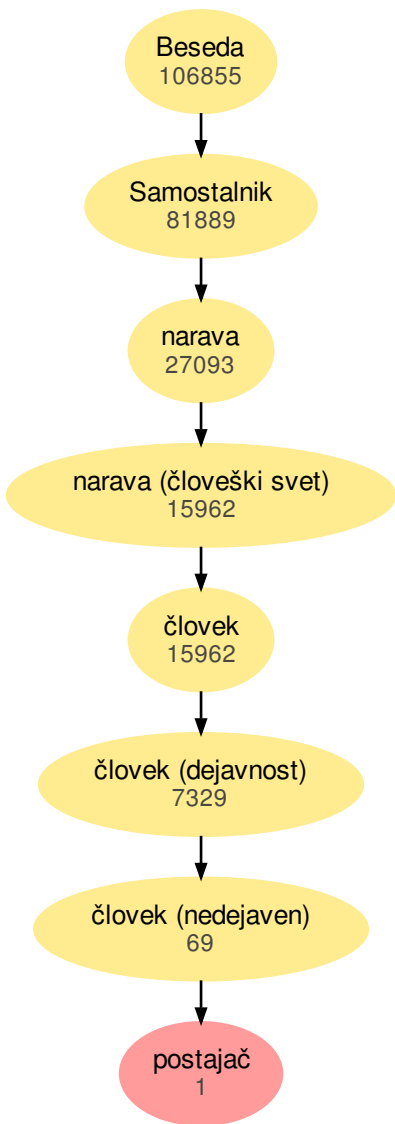 Beseda
106855
Samostalnik
81889
narava
27093
narava (človeški svet)
15962
človek
15962
človek (dejavnost)
7329
človek (nedejaven)
69
postajač
1